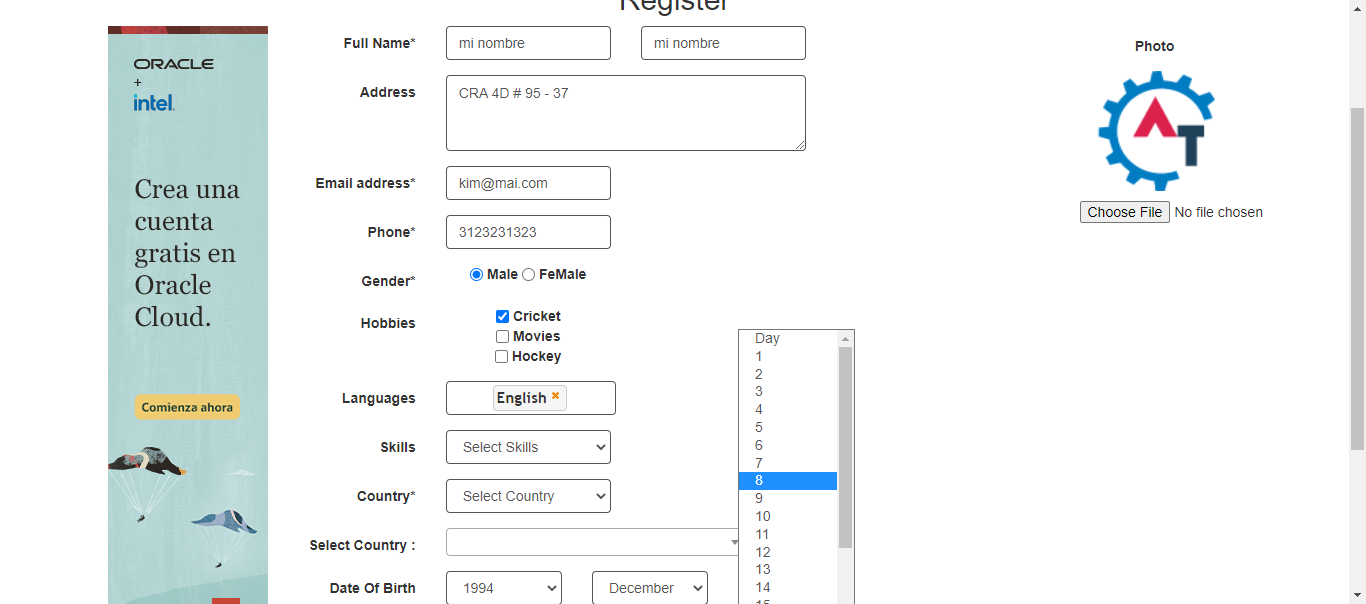 Register
ORACLE
+
intel.
Crea una
cuenta
gratis en
Oracle
Cloud.
Comienza ahora
Full Name* mi nombre mi nombre
Address CRA 4D # 95 - 37
Email address* kim@mai.com
Phone* 3123231323
Gender* Male FeMale
Hobbies Cricket
Movies
Hockey
Languages English ×
Skills Select Skills
Country* Select Country
Select Country :
Date Of Birth 1994 December
Day
1
2
3
4
5
6
7
8
9
10
11
12
13
14
15
Photo
AT
Choose File No file chosen